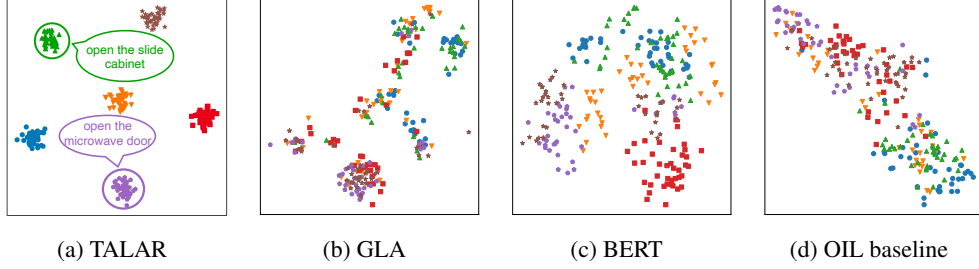 open the slide
cabinet
open the
microwave door
(a) TALAR
(b) GLA
(c) BERT
(d) OIL baseline